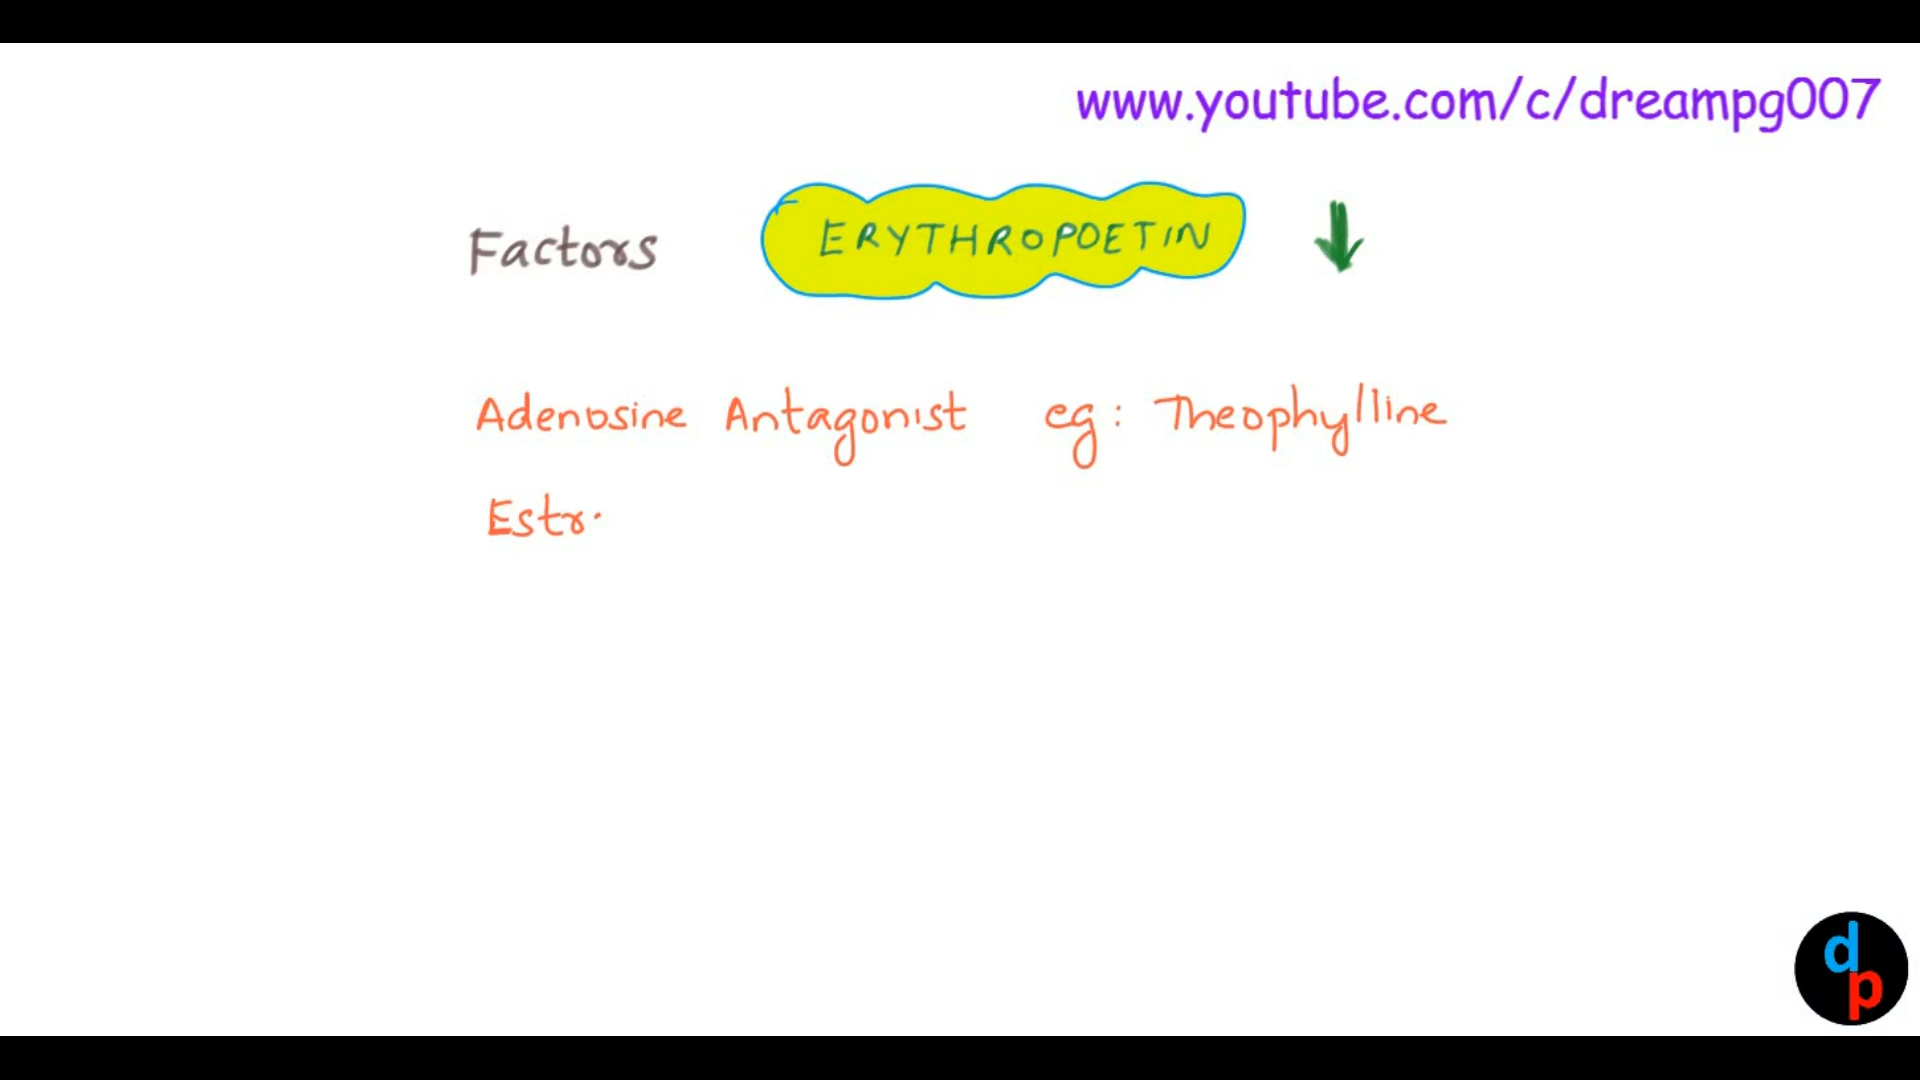 www.youtube.com/c/dreampg007
Factors ERYTHROPOETIN ↓
Adenosine Antagonist eg: Theophylline
Estr
dp